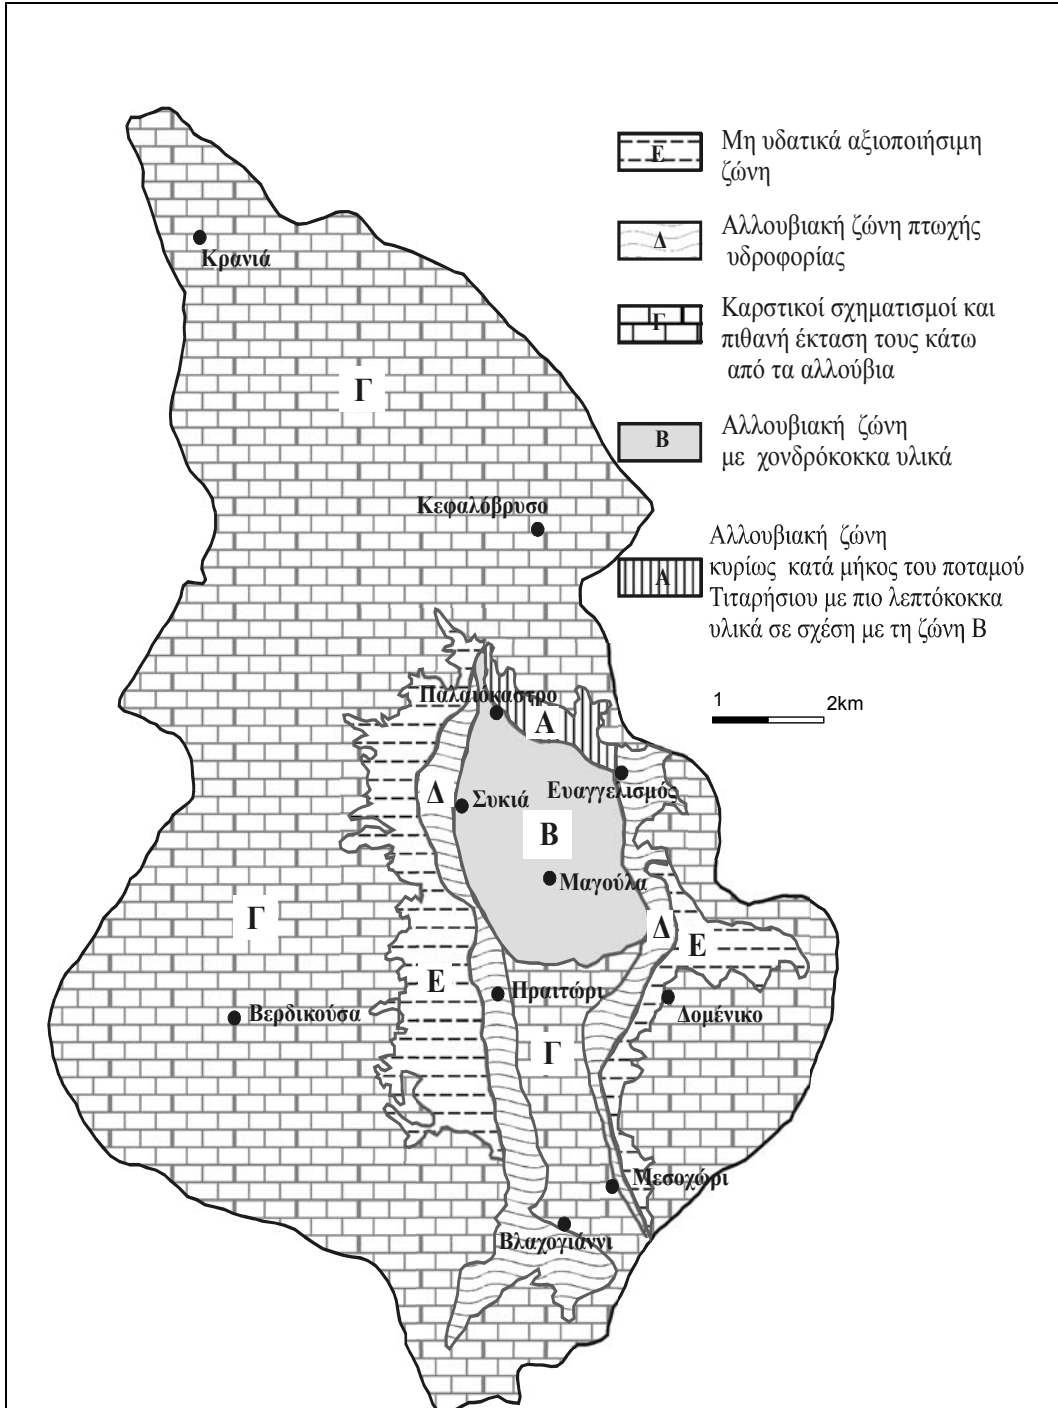 Ε
Μη υδατικά αξιοποιήσιμη
ζώνη
Δ
Αλλουβιακή ζώνη πτωχής
υδροφορίας
Γ
Καρστικοί σχηματισμοί και
πιθανή έκταση τους κάτω
από τα αλλούβια
Β
Αλλουβιακή ζώνη
με χονδρόκοκκα υλικά
Α
Αλλουβιακή ζώνη
κυρίως κατά μήκος του ποταμού
Τιταρήσιου με πιο λεπτόκοκκα
υλικά σε σχέση με τη ζώνη Β
1 2km
Κρανιά
Γ
Κεφαλόβρυσο
Παλαιόκαστρο
Α
Δ
Συκιά
Ευαγγελισμός
Β
Μαγούλα
Γ
Δ
Ε
Ε
Πραιτώρι
Βερδικούσα
Δομένικο
Γ
Μεσοχώρι
Βλαχογιάννι